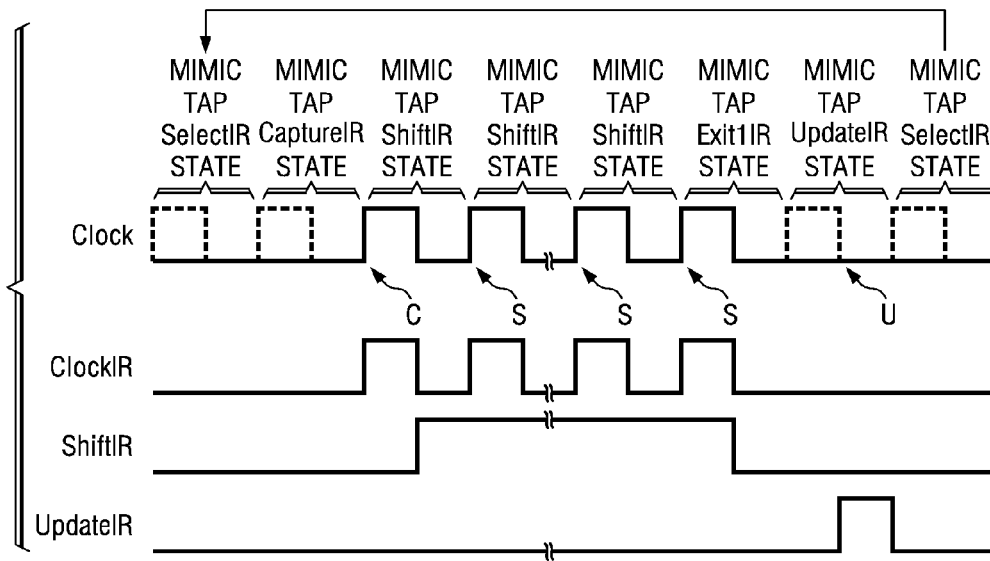 MIMIC MIMIC MIMIC MIMIC MIMIC MIMIC MIMIC MIMIC
TAP TAP TAP TAP TAP TAP TAP TAP
SelectIR CaptureIR ShiftIR ShiftIR ShiftIR Exit1IR UpdateIR SelectIR
STATE STATE STATE STATE STATE STATE STATE STATE
Clock
C S S S U
ClockIR
ShiftIR
UpdateIR